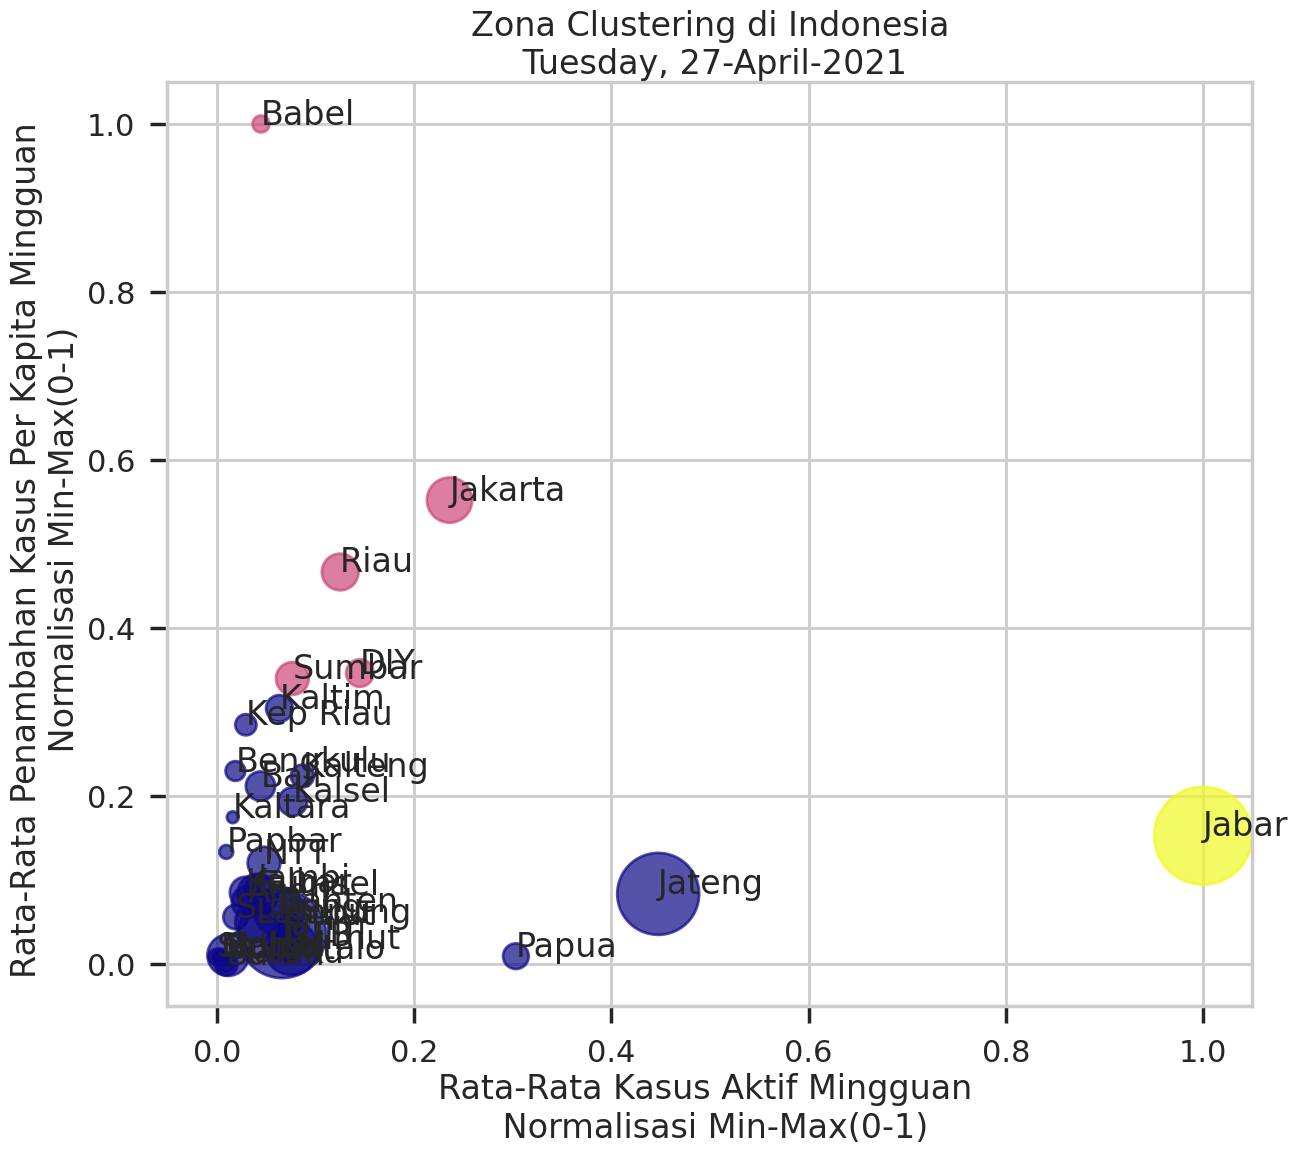 Zona Clustering di Indonesia
Tuesday, 27-April-2021
Rata-Rata Penambahan Kasus Per Kapita Mingguan
Normalisasi Min-Max(0-1)
1.0
0.8
0.6
0.4
0.2
0.0
Babel
Jakarta
Riau
DIY
Sumbar
Kaltim
Kep Riau
Bengkulu
Kalteng
Bali
Kalsel
Kaltara
Jabar
Papbar
NTT
Jambi
Jateng
Papua
0.0 0.2 0.4 0.6 0.8 1.0
Rata-Rata Kasus Aktif Mingguan
Normalisasi Min-Max(0-1)